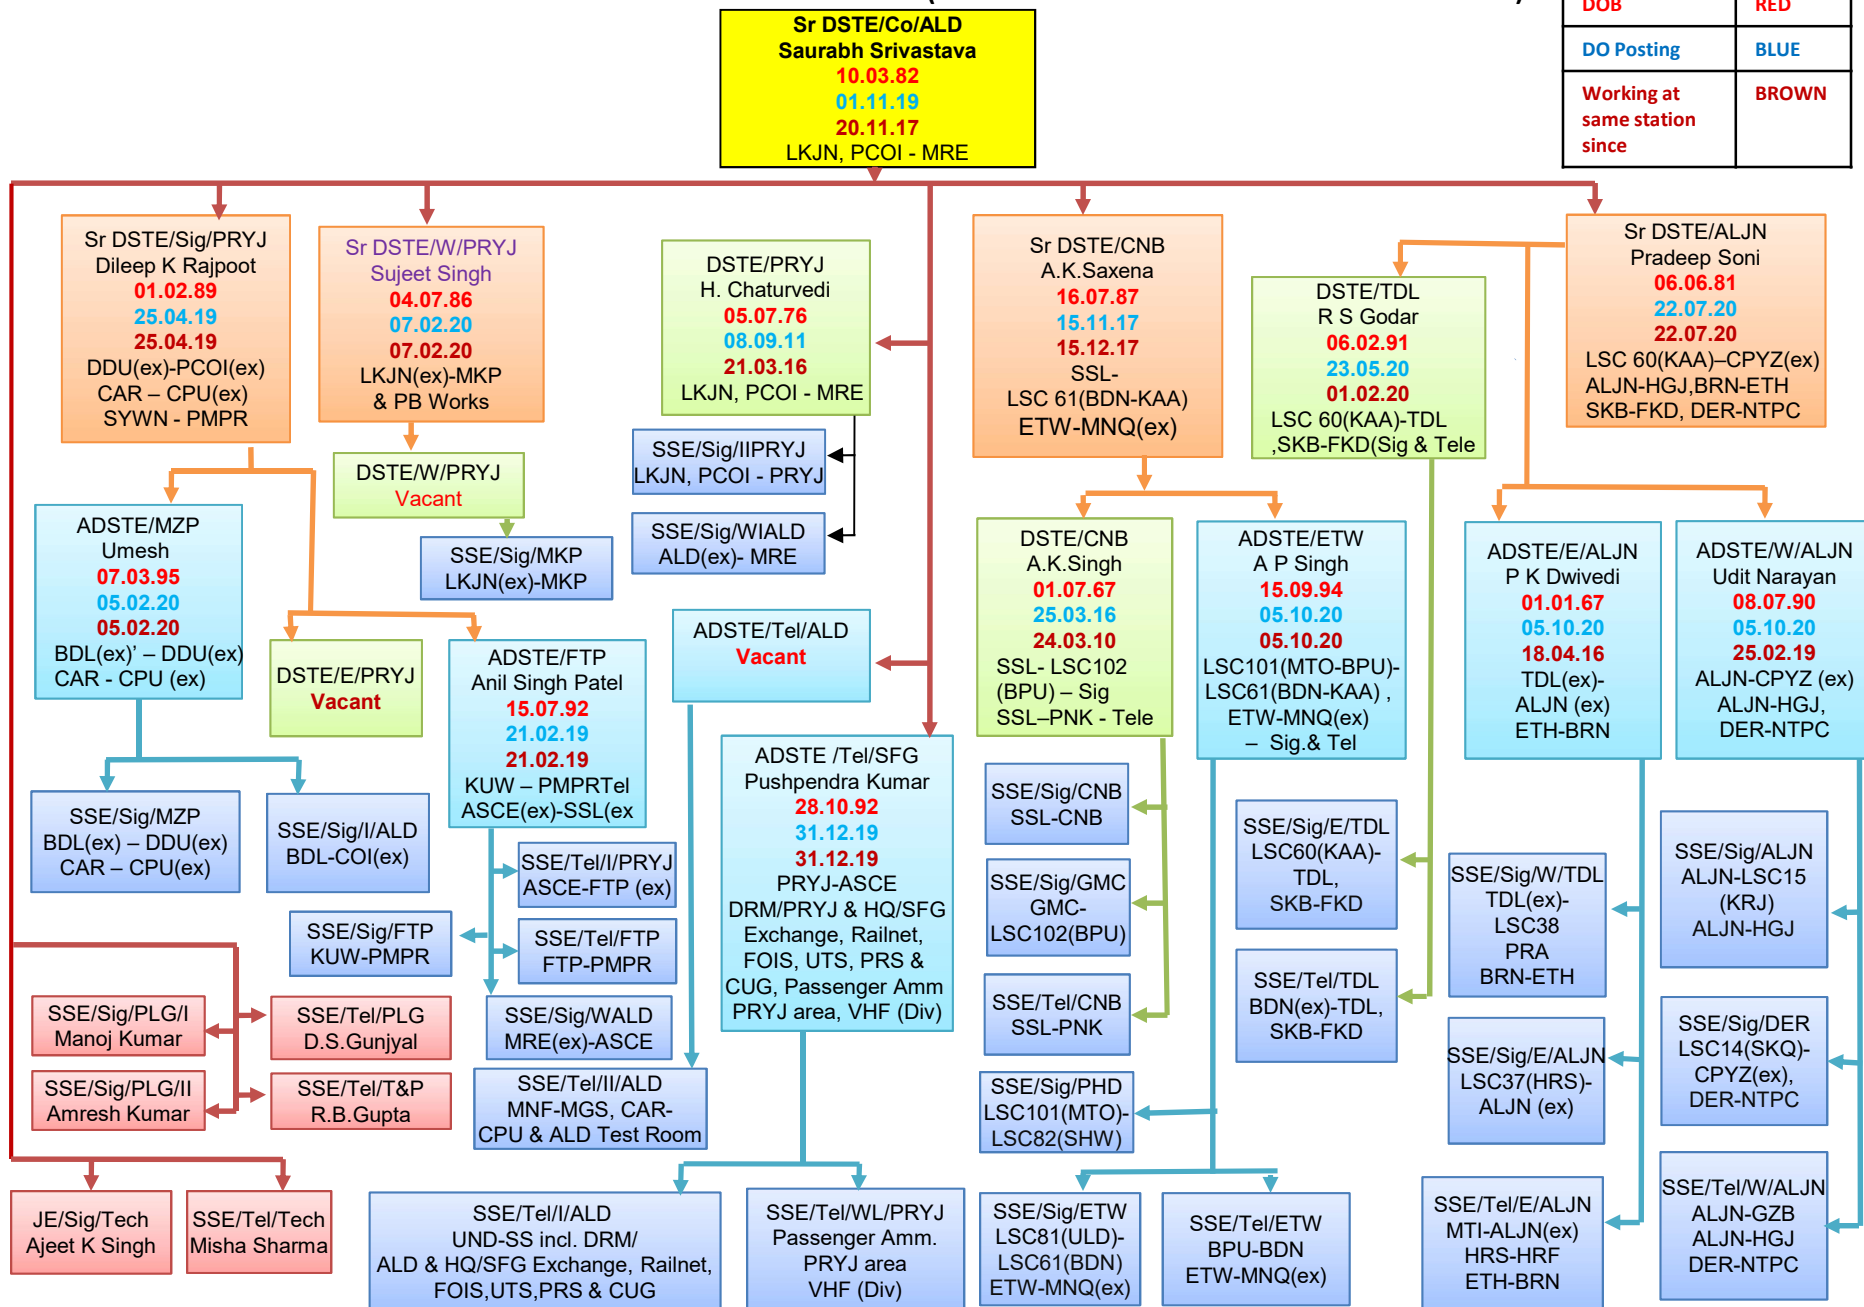 DOB RED
DO Posting BLUE
Working at BROWN
same station
since
Sr DSTE/Co/ALD
Saurabh Srivastava
10.03.82
01.11.19
20.11.17
LKJN, PCOI - MRE
Sr DSTE/Sig/PRYJ
Dileep K Rajpoot
01.02.89
25.04.19
25.04.19
DDU(ex)-PCOI(ex)
CAR – CPU(ex)
SYWN - PMPR
Sr DSTE/W/PRYJ
Sujeet Singh
04.07.86
07.02.20
07.02.20
LKJN(ex)-MKP
& PB Works
DSTE/PRYJ
H. Chaturvedi
05.07.76
08.09.11
21.03.16
LKJN, PCOI - MRE
Sr DSTE/CNB
A.K.Saxena
16.07.87
15.11.17
15.12.17
SSL-
LSC 61(BDN-KAA)
ETW-MNQ(ex)
DSTE/TDL
R S Godar
06.02.91
23.05.20
01.02.20
LSC 60(KAA)-TDL
,SKB-FKD(Sig & Tele
Sr DSTE/ALJN
Pradeep Soni
06.06.81
22.07.20
22.07.20
LSC 60(KAA)–CPYZ(ex)
ALJN-HGJ,BRN-ETH
SKB-FKD, DER-NTPC
SSE/Sig/IIPRYJ
LKJN, PCOI - PRYJ
SSE/Sig/WIALD
ALD(ex)- MRE
DSTE/W/PRYJ
Vacant
SSE/Sig/MKP
LKJN(ex)-MKP
ADSTE/MZP
Umesh
07.03.95
05.02.20
05.02.20
BDL(ex)' – DDU(ex)
CAR - CPU (ex)
DSTE/E/PRYJ
Vacant
ADSTE/FTP
Anil Singh Patel
15.07.92
21.02.19
21.02.19
KUW – PMPRTel
ASCE(ex)-SSL(ex
ADSTE/Tel/ALD
Vacant
ADSTE /Tel/SFG
Pushpendra Kumar
28.10.92
31.12.19
31.12.19
PRYJ-ASCE
DRM/PRYJ & HQ/SFG
Exchange, Railnet,
FOIS, UTS, PRS &
CUG, Passenger Amm
PRYJ area, VHF (Div)
DSTE/CNB
A.K.Singh
01.07.67
25.03.16
24.03.10
SSL- LSC102
(BPU) – Sig
SSL–PNK - Tele
ADSTE/ETW
A P Singh
15.09.94
05.10.20
05.10.20
LSC101(MTO-BPU)-
LSC61(BDN-KAA) ,
ETW-MNQ(ex)
– Sig.& Tel
ADSTE/E/ALJN
P K Dwivedi
01.01.67
05.10.20
18.04.16
TDL(ex)-
ALJN (ex)
ETH-BRN
ADSTE/W/ALJN
Udit Narayan
08.07.90
05.10.20
25.02.19
ALJN-CPYZ (ex)
ALJN-HGJ,
DER-NTPC
SSE/Sig/MZP
BDL(ex) – DDU(ex)
CAR – CPU(ex)
SSE/Sig/I/ALD
BDL-COI(ex)
SSE/Tel/I/PRYJ
ASCE-FTP (ex)
SSE/Sig/FTP
KUW-PMPR
SSE/Tel/FTP
FTP-PMPR
SSE/Sig/WALD
MRE(ex)-ASCE
SSE/Tel/II/ALD
MNF-MGS, CAR-
CPU & ALD Test Room
SSE/Sig/CNB
SSL-CNB
SSE/Sig/GMC
GMC-
LSC102(BPU)
SSE/Tel/CNB
SSL-PNK
SSE/Sig/PHD
LSC101(MTO)-
LSC82(SHW)
SSE/Sig/E/TDL
LSC60(KAA)-
TDL,
SKB-FKD
SSE/Tel/TDL
BDN(ex)-TDL,
SKB-FKD
SSE/Sig/W/TDL
TDL(ex)-
LSC38
PRA
BRN-ETH
SSE/Sig/E/ALJN
LSC37(HRS)-
ALJN (ex)
SSE/Sig/ALJN
ALJN-LSC15
(KRJ)
ALJN-HGJ
SSE/Sig/DER
LSC14(SKQ)-
CPYZ(ex),
DER-NTPC
SSE/Sig/PLG/I
Manoj Kumar
SSE/Tel/PLG
D.S.Gunjyal
SSE/Sig/PLG/II
Amresh Kumar
SSE/Tel/T&P
R.B.Gupta
JE/Sig/Tech
Ajeet K Singh
SSE/Tel/Tech
Misha Sharma
SSE/Tel/I/ALD
UND-SS incl. DRM/
ALD & HQ/SFG Exchange, Railnet,
FOIS,UTS,PRS & CUG
SSE/Tel/WL/PRYJ
Passenger Amm.
PRYJ area
VHF (Div)
SSE/Sig/ETW
LSC81(ULD)-
LSC61(BDN)
ETW-MNQ(ex)
SSE/Tel/ETW
BPU-BDN
ETW-MNQ(ex)
SSE/Tel/E/ALJN
MTI-ALJN(ex)
HRS-HRF
ETH-BRN
SSE/Tel/W/ALJN
ALJN-GZB
ALJN-HGJ
DER-NTPC